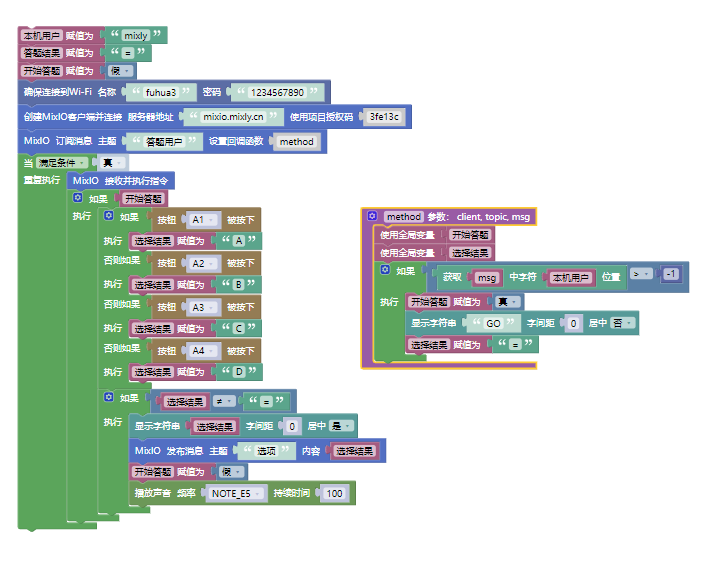 本机用户 赋值为 “ mixly ”
答题结果 赋值为 “ = ”
开始答题 赋值为 假
确保连接到Wi-Fi 名称 “ fuhua3 ” 密码 “ 1234567890 ”
创建MixIO客户端并连接 服务器地址 “ mixio.mixly.cn ” 使用项目授权码 3fe13c
MixIO 订阅消息 主题 “ 答题用户 ” 设置回调函数 method
当 满足条件 真
重复执行 MixIO 接收并执行指令
如果 开始答题
执行 如果 按钮 A1 被按下
执行 选择结果 赋值为 “ A ”
否则如果 按钮 A2 被按下
执行 选择结果 赋值为 “ B ”
否则如果 按钮 A3 被按下
执行 选择结果 赋值为 “ C ”
否则如果 按钮 A4 被按下
执行 选择结果 赋值为 “ D ”
如果 选择结果 ≠ “ = ”
执行 显示字符串 选择结果 字间距 0 居中 是
MixIO 发布消息 主题 “ 选项 ” 内容 选择结果
开始答题 赋值为 假
播放声音 频率 NOTE_E5 持续时间 100
method 参数: client, topic, msg
使用全局变量 开始答题
使用全局变量 选择结果
如果 获取 msg 中字符 本机用户 位置 > -1
执行 开始答题 赋值为 真
显示字符串 “ GO ” 字间距 0 居中 否
选择结果 赋值为 “ = ”